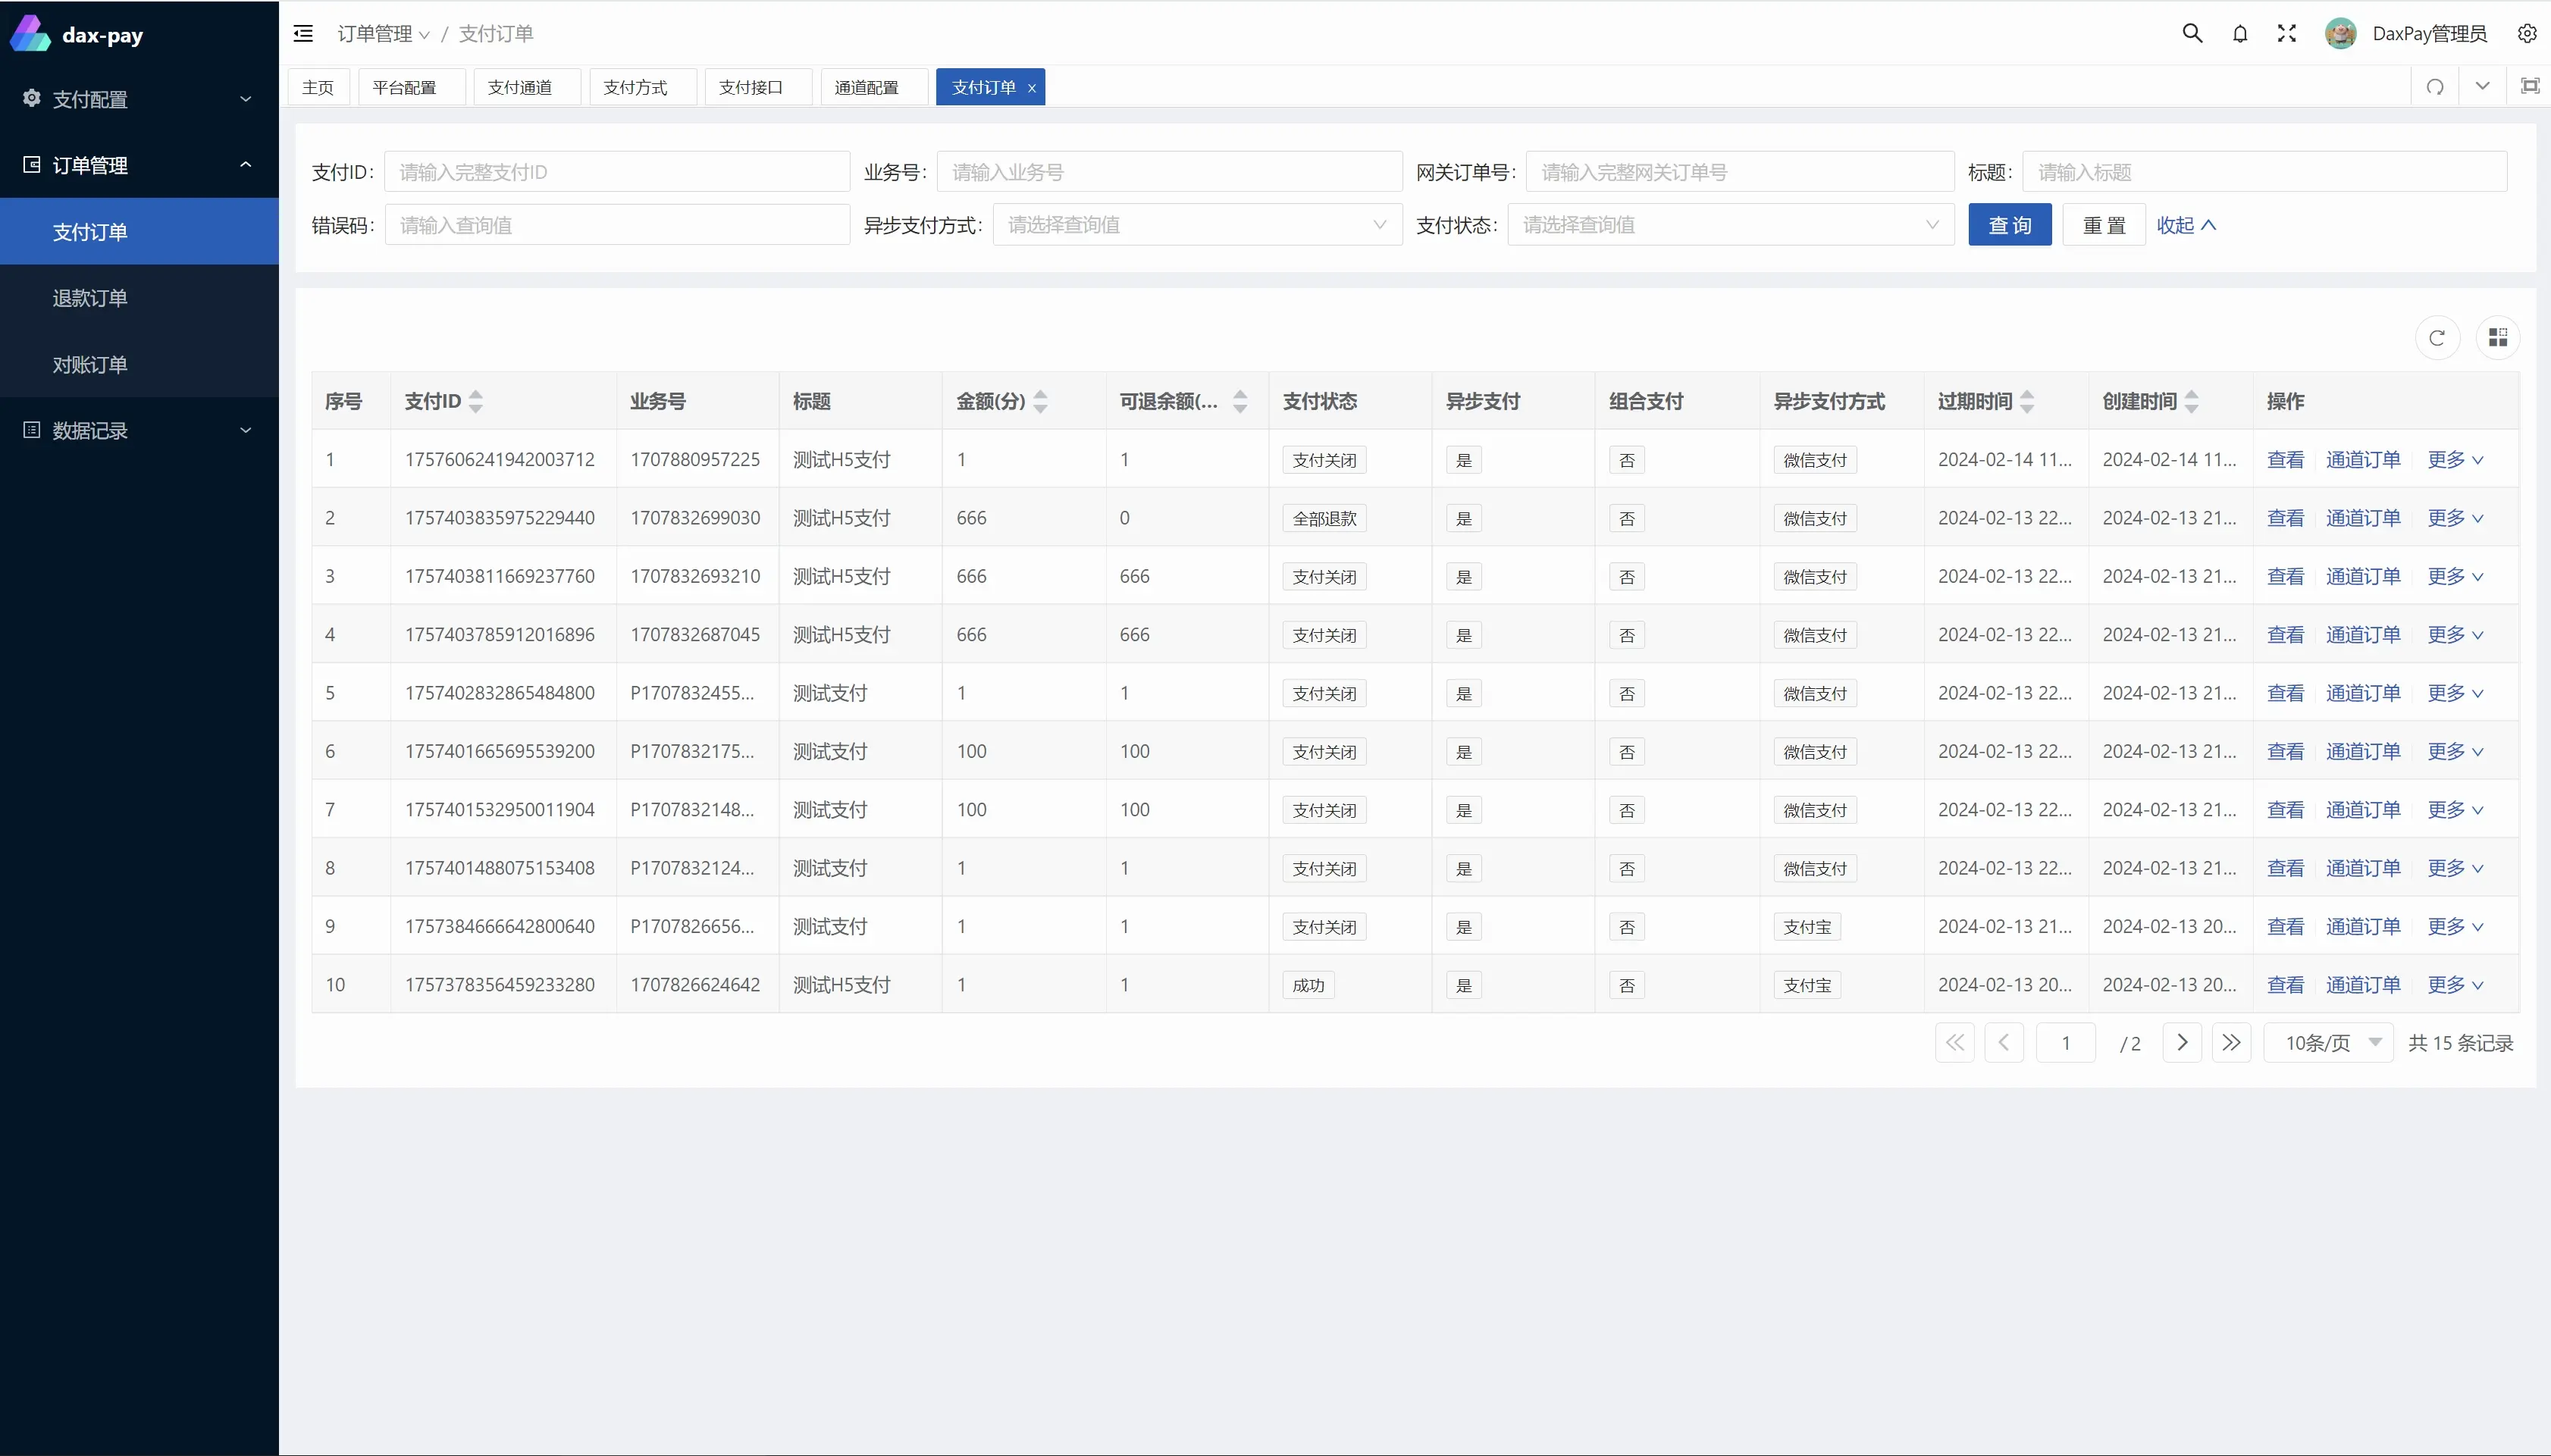 dax-pay
支付配置
订单管理
支付订单
退款订单
对账订单
数据记录
订单管理 / 支付订单
DaxPay管理员
主页 平台配置 支付通道 支付方式 支付接口 通道配置 支付订单 ×
支付ID: 请输入完整支付ID 业务号: 请输入业务号 网关订单号: 请输入完整网关订单号 标题: 请输入标题
错误码: 请输入查询值 异步支付方式: 请选择查询值 支付状态: 请选择查询值 查 询 重 置 收起
序号 支付ID 业务号 标题 金额(分) 可退余额(... 支付状态 异步支付 组合支付 异步支付方式 过期时间 创建时间 操作
1 1757606241942003712 1707880957225 测试H5支付 1 1 支付关闭 是 否 微信支付 2024-02-14 11... 2024-02-14 11... 查看 通道订单 更多
2 1757403835975229440 1707832699030 测试H5支付 666 0 全部退款 是 否 微信支付 2024-02-13 22... 2024-02-13 21... 查看 通道订单 更多
3 1757403811669237760 1707832693210 测试H5支付 666 666 支付关闭 是 否 微信支付 2024-02-13 22... 2024-02-13 21... 查看 通道订单 更多
4 1757403785912016896 1707832687045 测试H5支付 666 666 支付关闭 是 否 微信支付 2024-02-13 22... 2024-02-13 21... 查看 通道订单 更多
5 1757402832865484800 P1707832455... 测试支付 1 1 支付关闭 是 否 微信支付 2024-02-13 22... 2024-02-13 21... 查看 通道订单 更多
6 1757401665695539200 P1707832175... 测试支付 100 100 支付关闭 是 否 微信支付 2024-02-13 22... 2024-02-13 21... 查看 通道订单 更多
7 1757401532950011904 P1707832148... 测试支付 100 100 支付关闭 是 否 微信支付 2024-02-13 22... 2024-02-13 21... 查看 通道订单 更多
8 1757401488075153408 P1707832124... 测试支付 1 1 支付关闭 是 否 微信支付 2024-02-13 22... 2024-02-13 21... 查看 通道订单 更多
9 1757384666642800640 P1707826656... 测试支付 1 1 支付关闭 是 否 支付宝 2024-02-13 21... 2024-02-13 20... 查看 通道订单 更多
10 1757378356459233280 1707826624642 测试H5支付 1 1 成功 是 否 支付宝 2024-02-13 20... 2024-02-13 20... 查看 通道订单 更多
1 / 2 10条/页 共 15 条记录